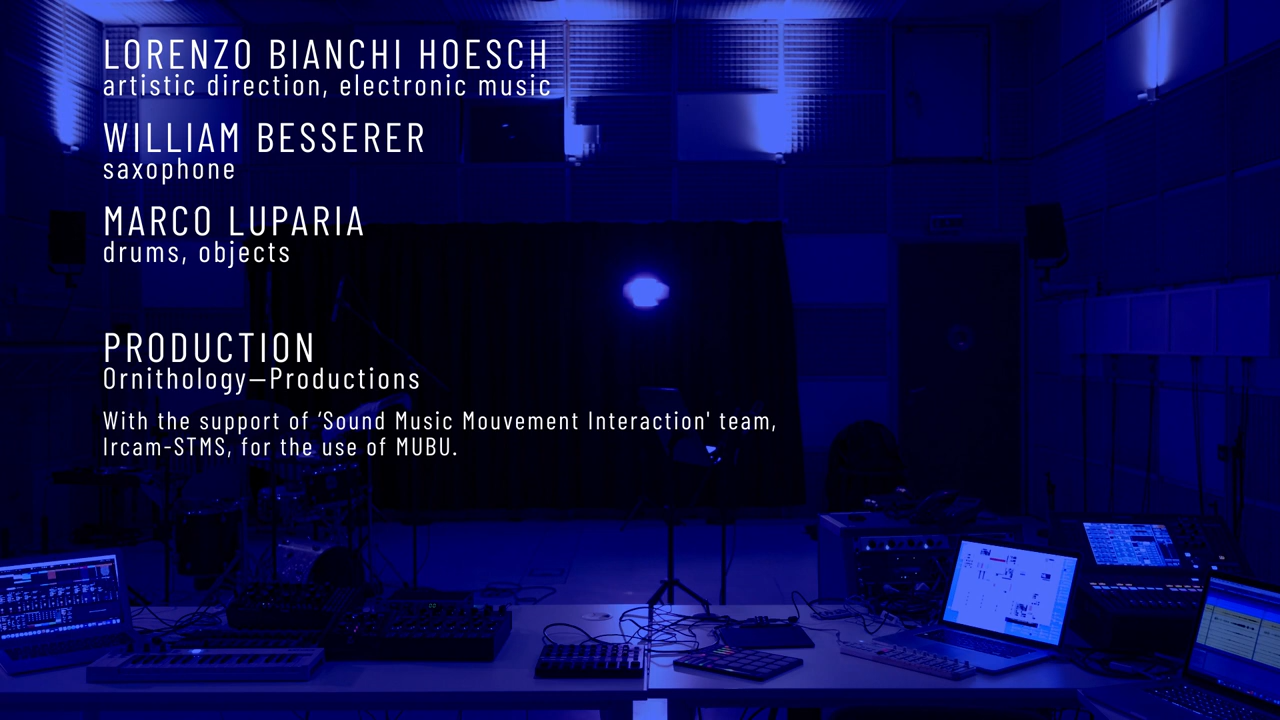 LORENZO BIANCHI HOESCH
artistic direction, electronic music
WILLIAM BESSERER
saxophone
MARCO LUPARIA
drums, objects
PRODUCTION
Ornithology—Productions
With the support of ‘Sound Music Mouvement Interaction' team,
Ircam-STMS, for the use of MUBU.